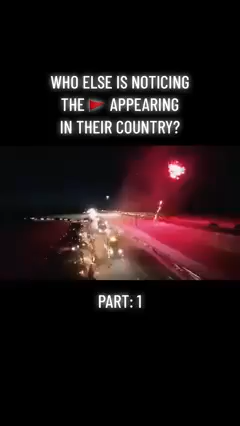 WHO ELSE IS NOTICING
THE 🚩 APPEARING
IN THEIR COUNTRY?
PART: 1